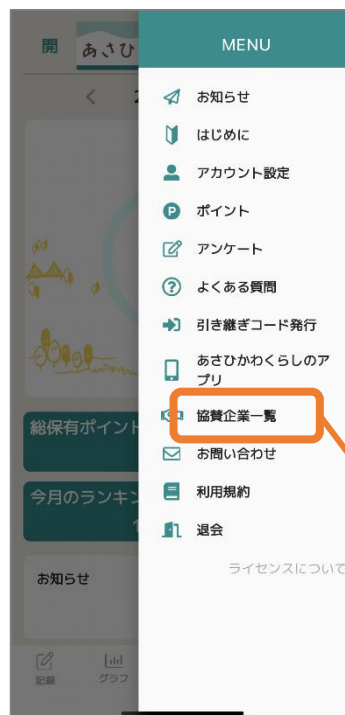 開 あさひ
MENU
お知らせ
はじめに
アカウント設定
P ポイント
アンケート
? よくある質問
引き継ぎコード発行
あさひかわくらしのア
プリ
協賛企業一覧
お問い合わせ
利用規約
退会
ライセンスについて
総保有ポイント
今月のランキン
お知らせ
記録 グラフ